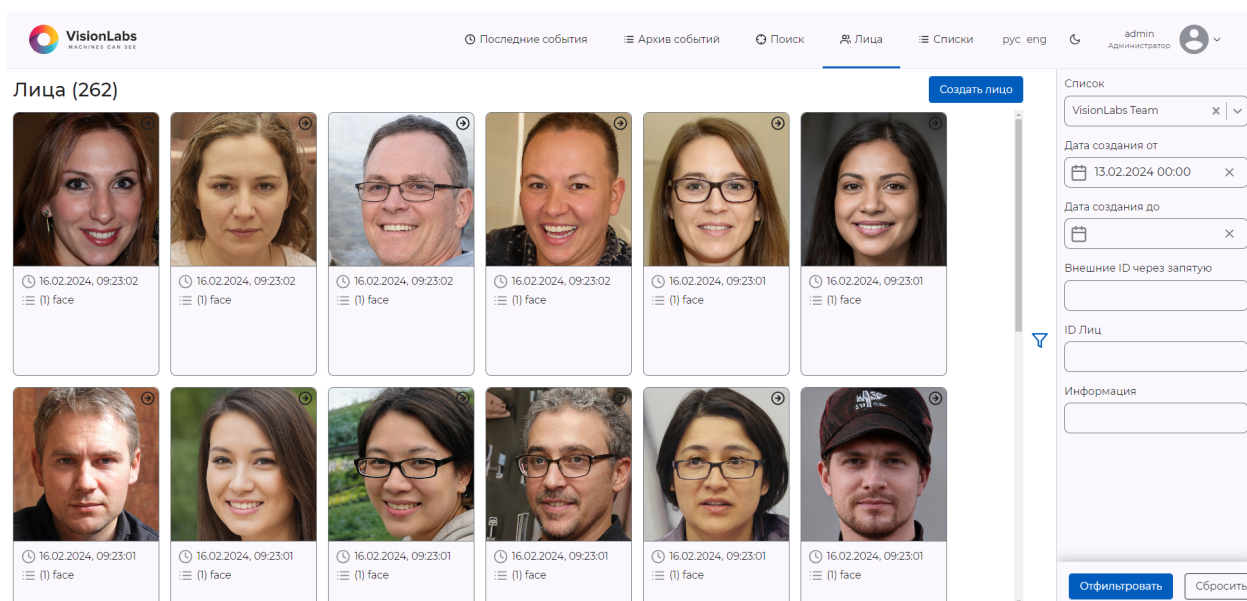 VisionLabs
MACHINES CAN SEE
Последние события
Архив событий
Поиск
Лица
Списки
рус eng
admin
Администратор
Лица (262)
Создать лицо
16.02.2024, 09:23:02
(1) face
16.02.2024, 09:23:02
(1) face
16.02.2024, 09:23:02
(1) face
16.02.2024, 09:23:02
(1) face
16.02.2024, 09:23:01
(1) face
16.02.2024, 09:23:01
(1) face
16.02.2024, 09:23:01
(1) face
16.02.2024, 09:23:01
(1) face
16.02.2024, 09:23:01
(1) face
16.02.2024, 09:23:01
(1) face
16.02.2024, 09:23:01
(1) face
16.02.2024, 09:23:01
(1) face
Список
VisionLabs Team
Дата создания от
13.02.2024 00:00
Дата создания до
Внешние ID через запятую
ID Лиц
Информация
Отфильтровать
Сбросить